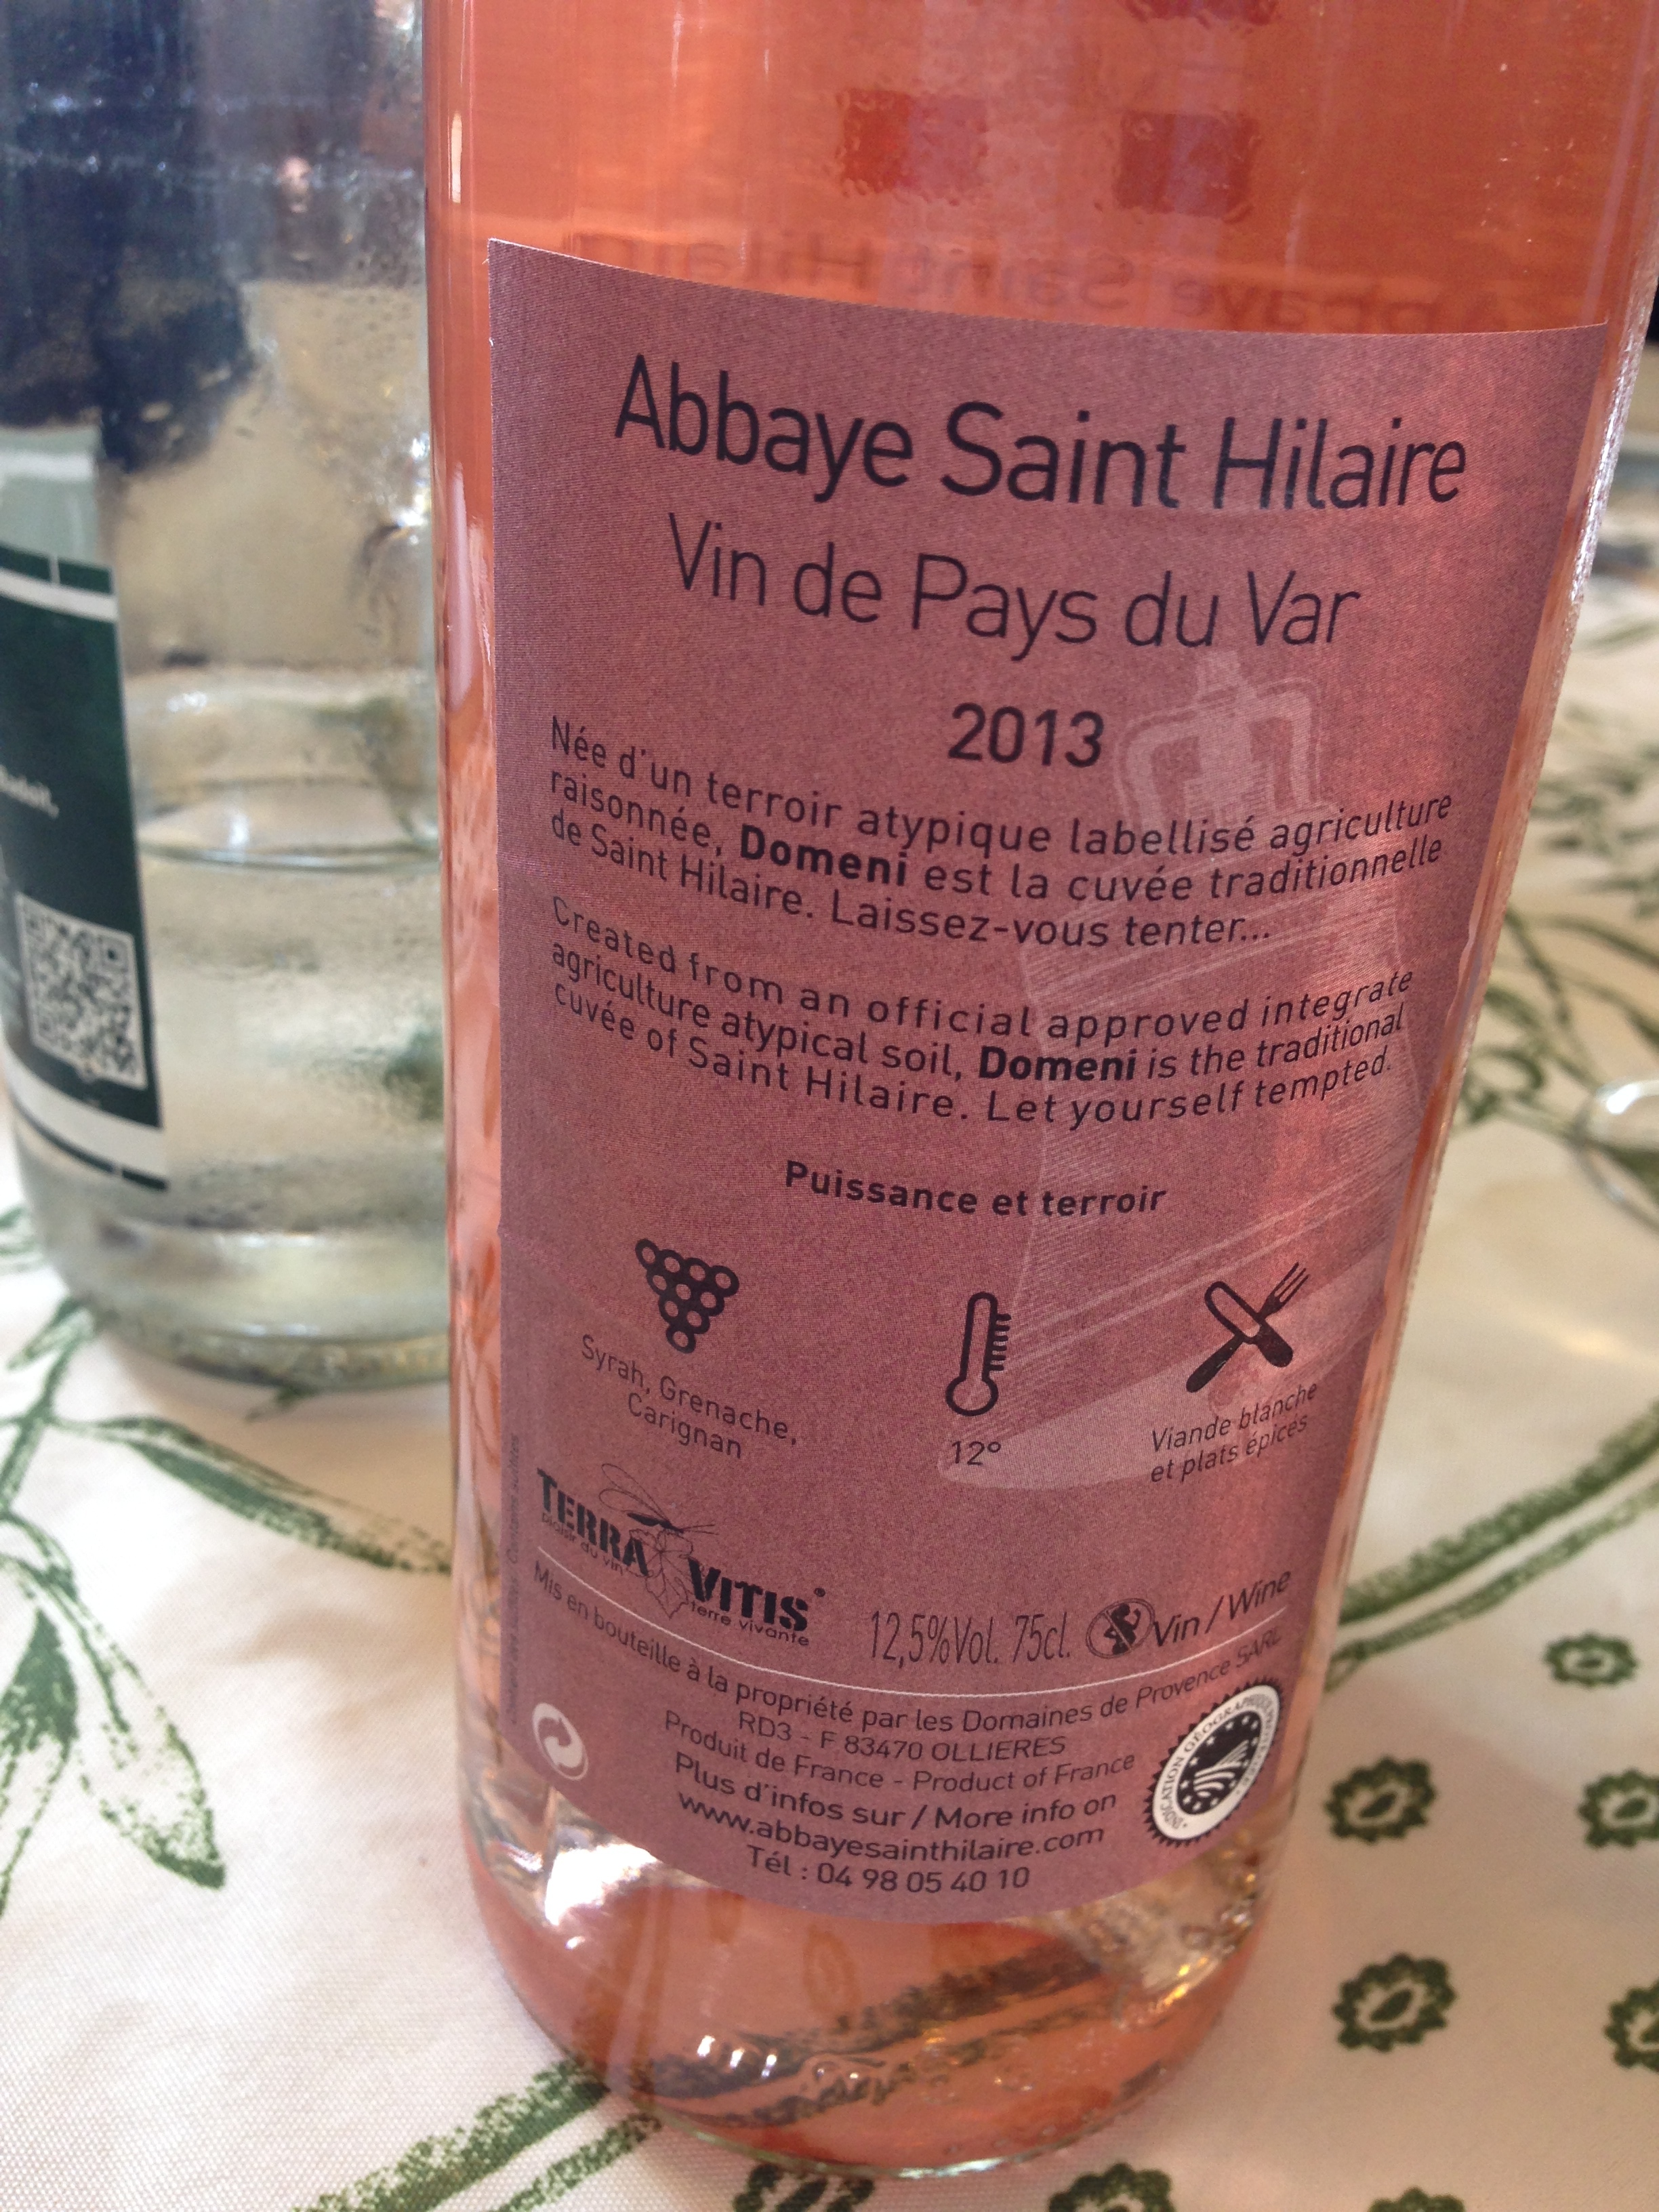 Abbaye Saint Hilaire
Vin de Pays du Var
2013
Née d'un terroir atypique labellisé agriculture
raisonnée, Domeni est la cuvée traditionnelle
de Saint Hilaire. Laissez-vous tenter...
Created from an official approved integrate
agriculture atypical soil, Domeni is the traditional
cuvée of Saint Hilaire. Let yourself tempted.
Puissance et terroir
Syrah, Grenache,
Carignan
12°
Viande blanche
et plats épicés
TERRA VITIS
plaisir du vin
terre vivante
12,5%Vol. 75cl.
Vin / Wine
Mis en bouteille à la propriété par les Domaines de Provence SARL
RD3 - F 83470 OLLIERES
Produit de France - Product of France
Plus d'infos sur / More info on
www.abbayesainthilaire.com
Tél : 04 98 05 40 10
INDICATION GÉOGRAPHIQUE